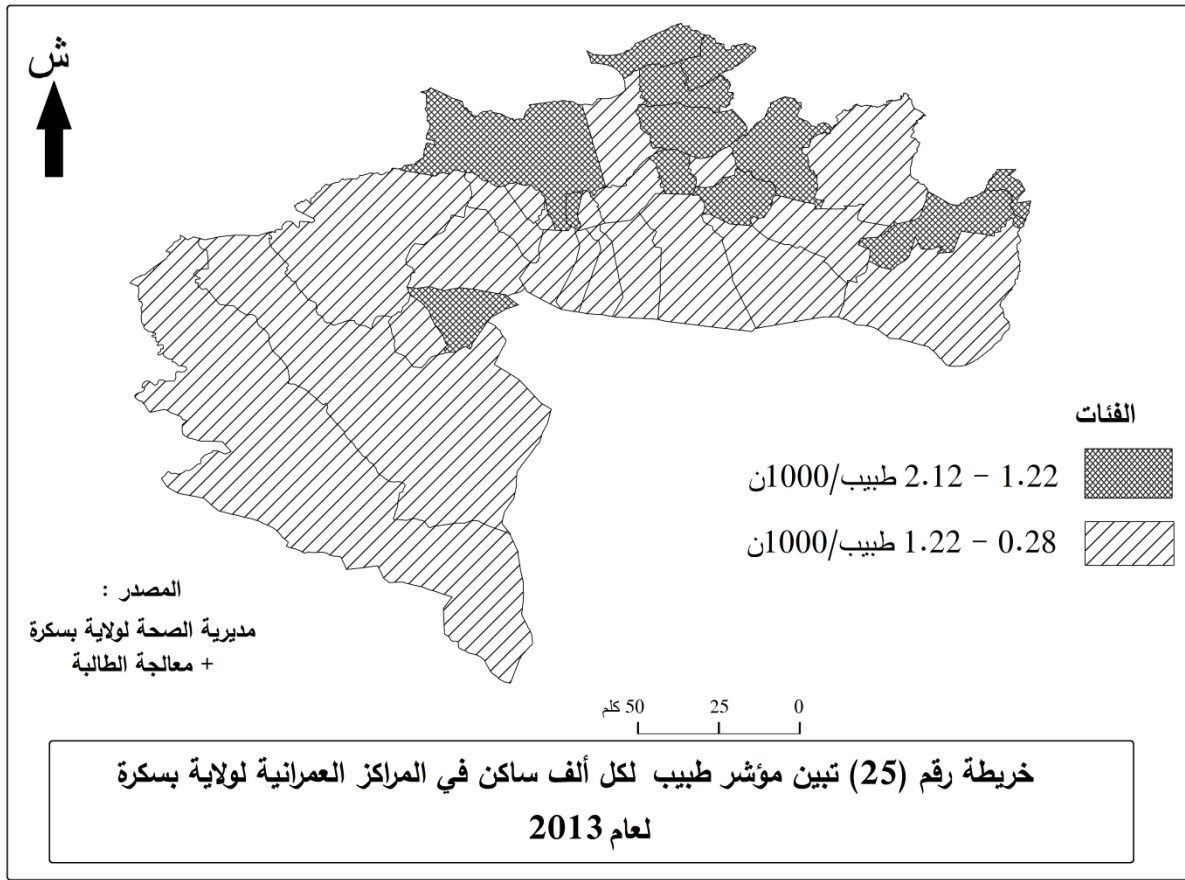 ش
الفئات
1.22 - 2.12 طبيب/1000ن
0.28 - 1.22 طبيب/1000ن
المصدر :
مديرية الصحة لولاية بسكرة
+ معالجة الطالبة
0 25 50 كلم
خريطة رقم (25) تبين مؤشر طبيب لكل ألف ساكن في المراكز العمرانية لولاية بسكرة
لعام 2013